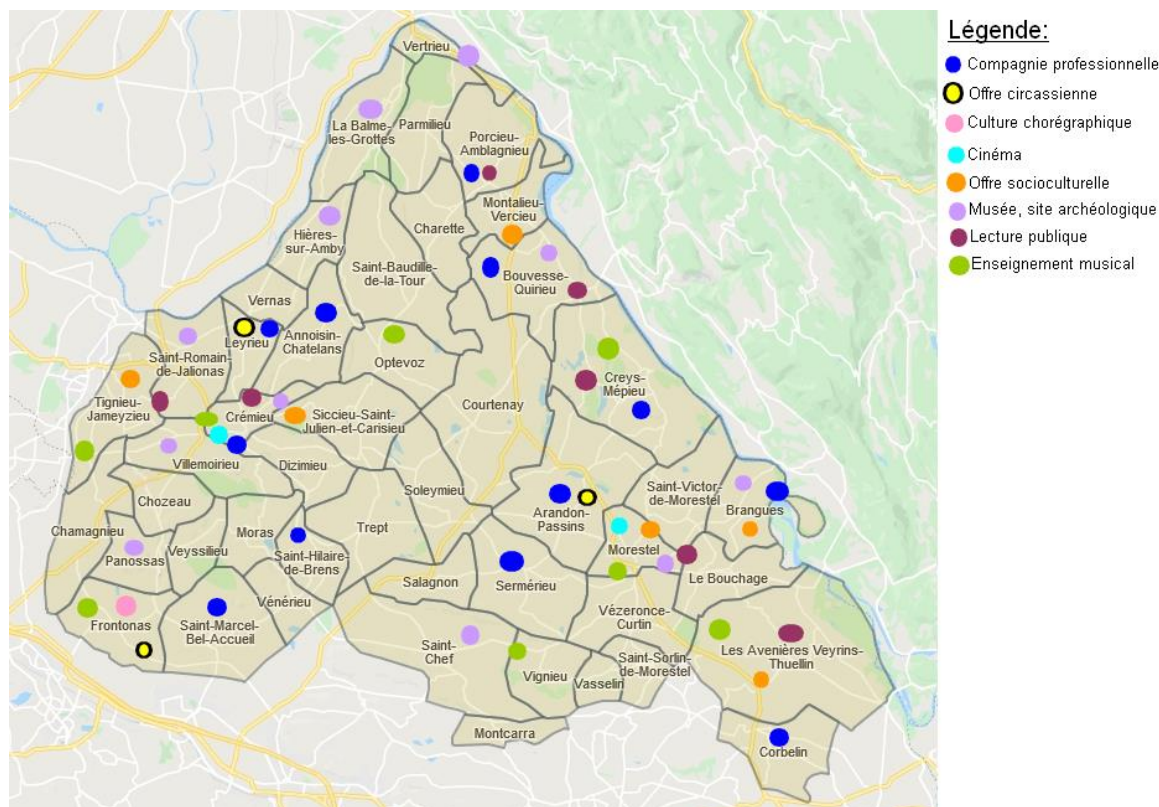 Légende:
Compagnie professionnelle
Offre circassienne
Culture chorégraphique
Cinéma
Offre socioculturelle
Musée, site archéologique
Lecture publique
Enseignement musical
Vertrieu
La Balme-
les-Grottes
Parmilieu
Porcieu-
Amblagnieu
Montalieu-
Vercieu
Hières-
sur-Amby
Charette
Saint-Baudille-
de-la-Tour
Bouvesse-
Quirieu
Vernas
Leyrieu
Annoisin-
Chatelans
Optevoz
Saint-Romain-
de-Jalionas
Creys-
Mépieu
Tignieu-
Jameyzieu
Crémieu
Siccieu-Saint-
Julien-et-Carisieu
Courtenay
Villemoirieu
Dizimieu
Soleymieu
Saint-Victor-
de-Morestel
Brangues
Chozeau
Arandon-
Passins
Chamagnieu
Moras
Trept
Morestel
Panossas
Veyssilieu
Saint-Hilaire-
de-Brens
Salagnon
Sermérieu
Le Bouchage
Vénérieu
Vézeronce-
Curtin
Frontonas
Saint-Marcel-
Bel-Accueil
Saint-
Chef
Les Avenières Veyrins-
Thuellin
Saint-Sorlin-
de-Morestel
Vignieu
Vasselin
Montcarra
Corbelin